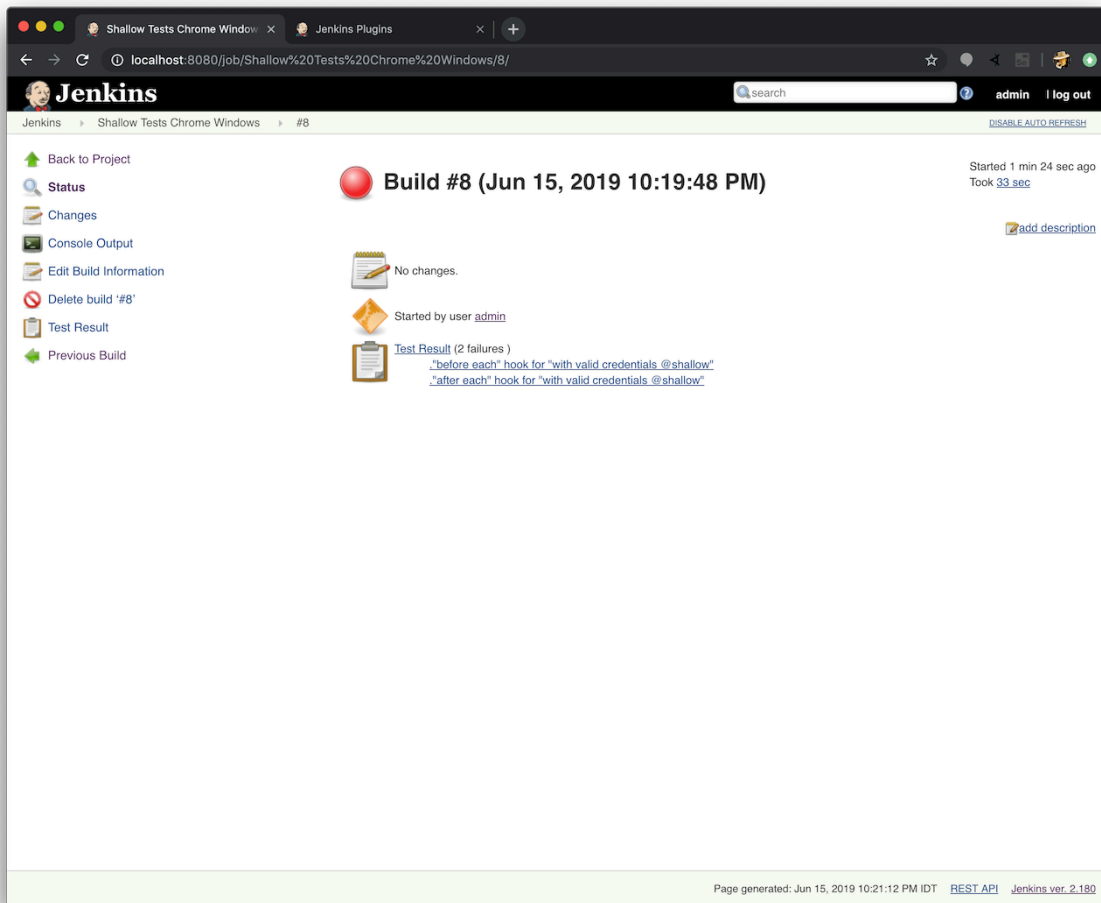 Shallow Tests Chrome Window
Jenkins Plugins
localhost:8080/job/Shallow%20Tests%20Chrome%20Windows/8/
Jenkins
search
admin
log out
Jenkins
Shallow Tests Chrome Windows
#8
DISABLE AUTO REFRESH
Back to Project
Status
Changes
Console Output
Edit Build Information
Delete build ‘#8’
Test Result
Previous Build
Build #8 (Jun 15, 2019 10:19:48 PM)
Started 1 min 24 sec ago
Took 33 sec
add description
No changes.
Started by user admin
Test Result (2 failures )
."before each" hook for "with valid credentials @shallow"
."after each" hook for "with valid credentials @shallow"
Page generated: Jun 15, 2019 10:21:12 PM IDT
REST API
Jenkins ver. 2.180